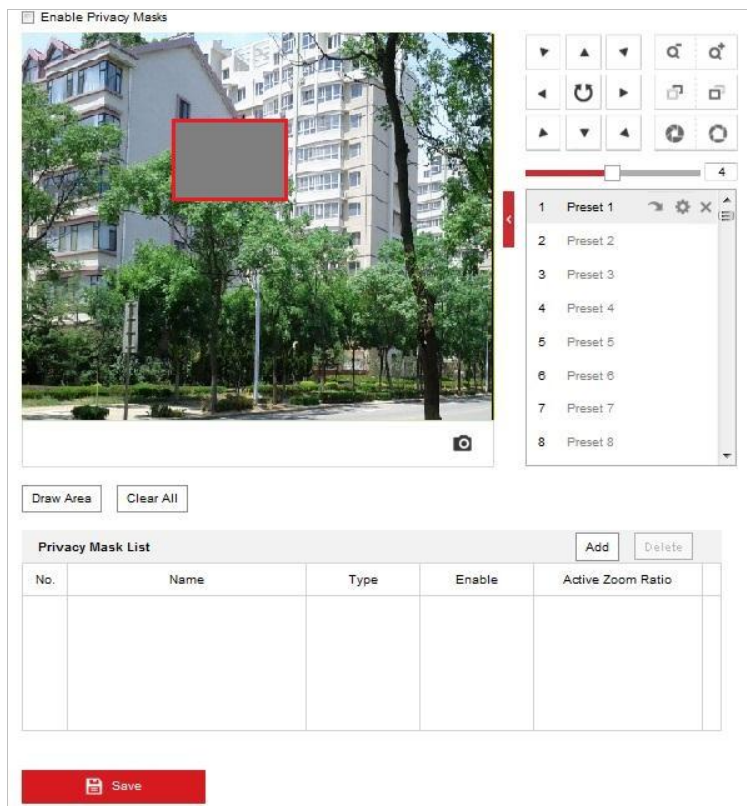 Enable Privacy Masks
4
1 Preset 1
2 Preset 2
3 Preset 3
4 Preset 4
5 Preset 5
6 Preset 6
7 Preset 7
8 Preset 8
Draw Area Clear All
Privacy Mask List Add Delete
No. Name Type Enable Active Zoom Ratio
Save